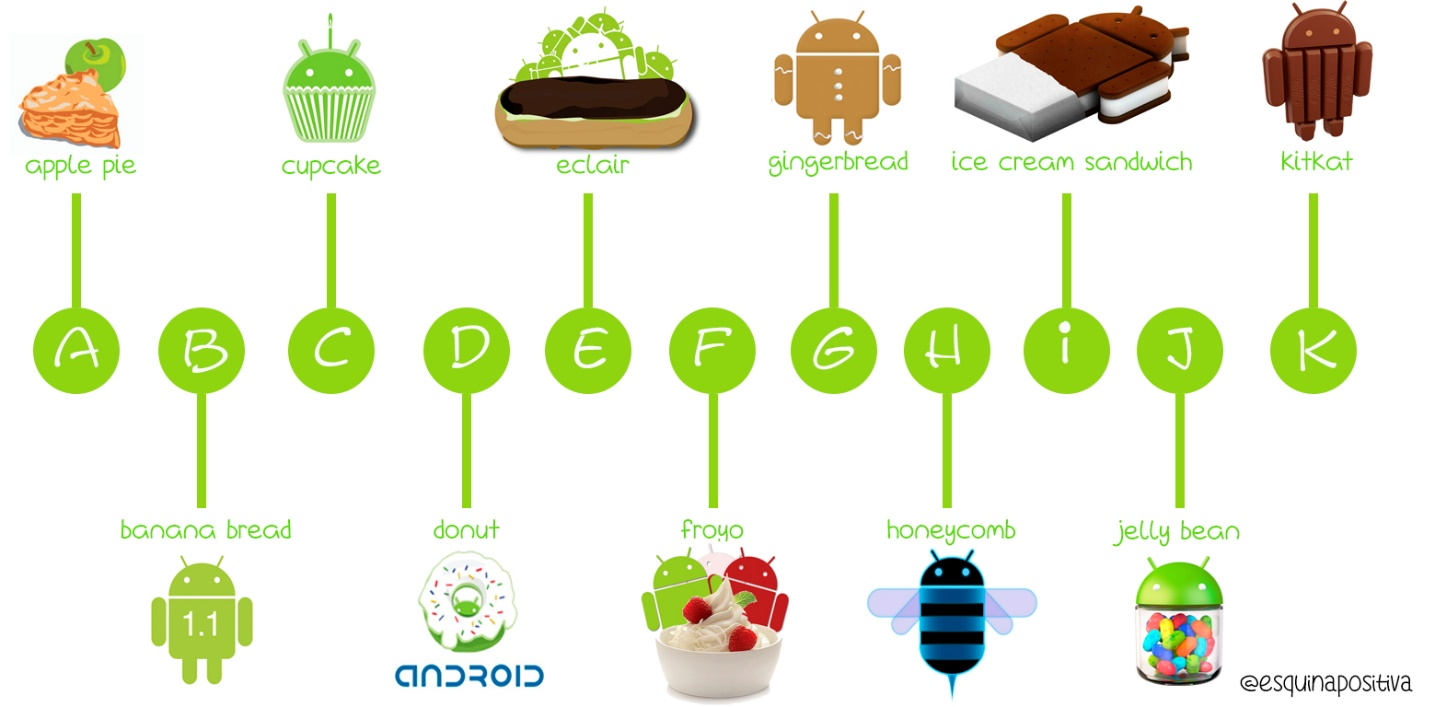 apple pie
cupcake
eclair
gingerbread
ice cream sandwich
kitkat
A
B
C
D
E
F
G
H
i
J
K
banana bread
donut
froyo
honeycomb
jelly bean
1.1
ANDROID
@esquinapositiva